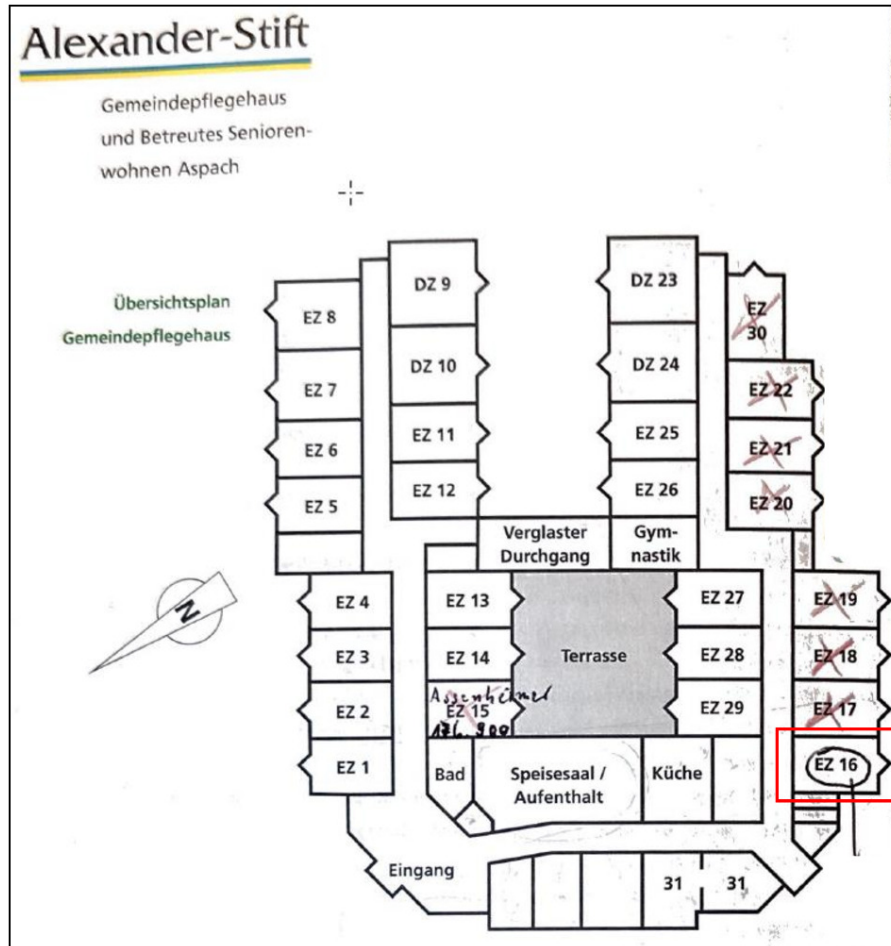 Alexander-Stift
Gemeindepflegehaus
und Betreutes Senioren-
wohnen Aspach
Übersichtsplan
Gemeindepflegehaus
DZ 9
DZ 23
EZ 8
EZ
30
DZ 10
DZ 24
EZ 7
EZ 22
EZ 11
EZ 25
EZ 6
EZ 21
EZ 12
EZ 26
EZ 5
EZ 20
Verglaster
Durchgang
Gym-
nastik
N
EZ 4
EZ 13
EZ 27
EZ 19
EZ 3
EZ 14
Terrasse
EZ 28
EZ 18
Assenheimer
EZ 2
EZ 15
EZ 29
EZ 17
EZ 1
Bad
Speisesaal /
Aufenthalt
Küche
EZ 16
Eingang
31
31